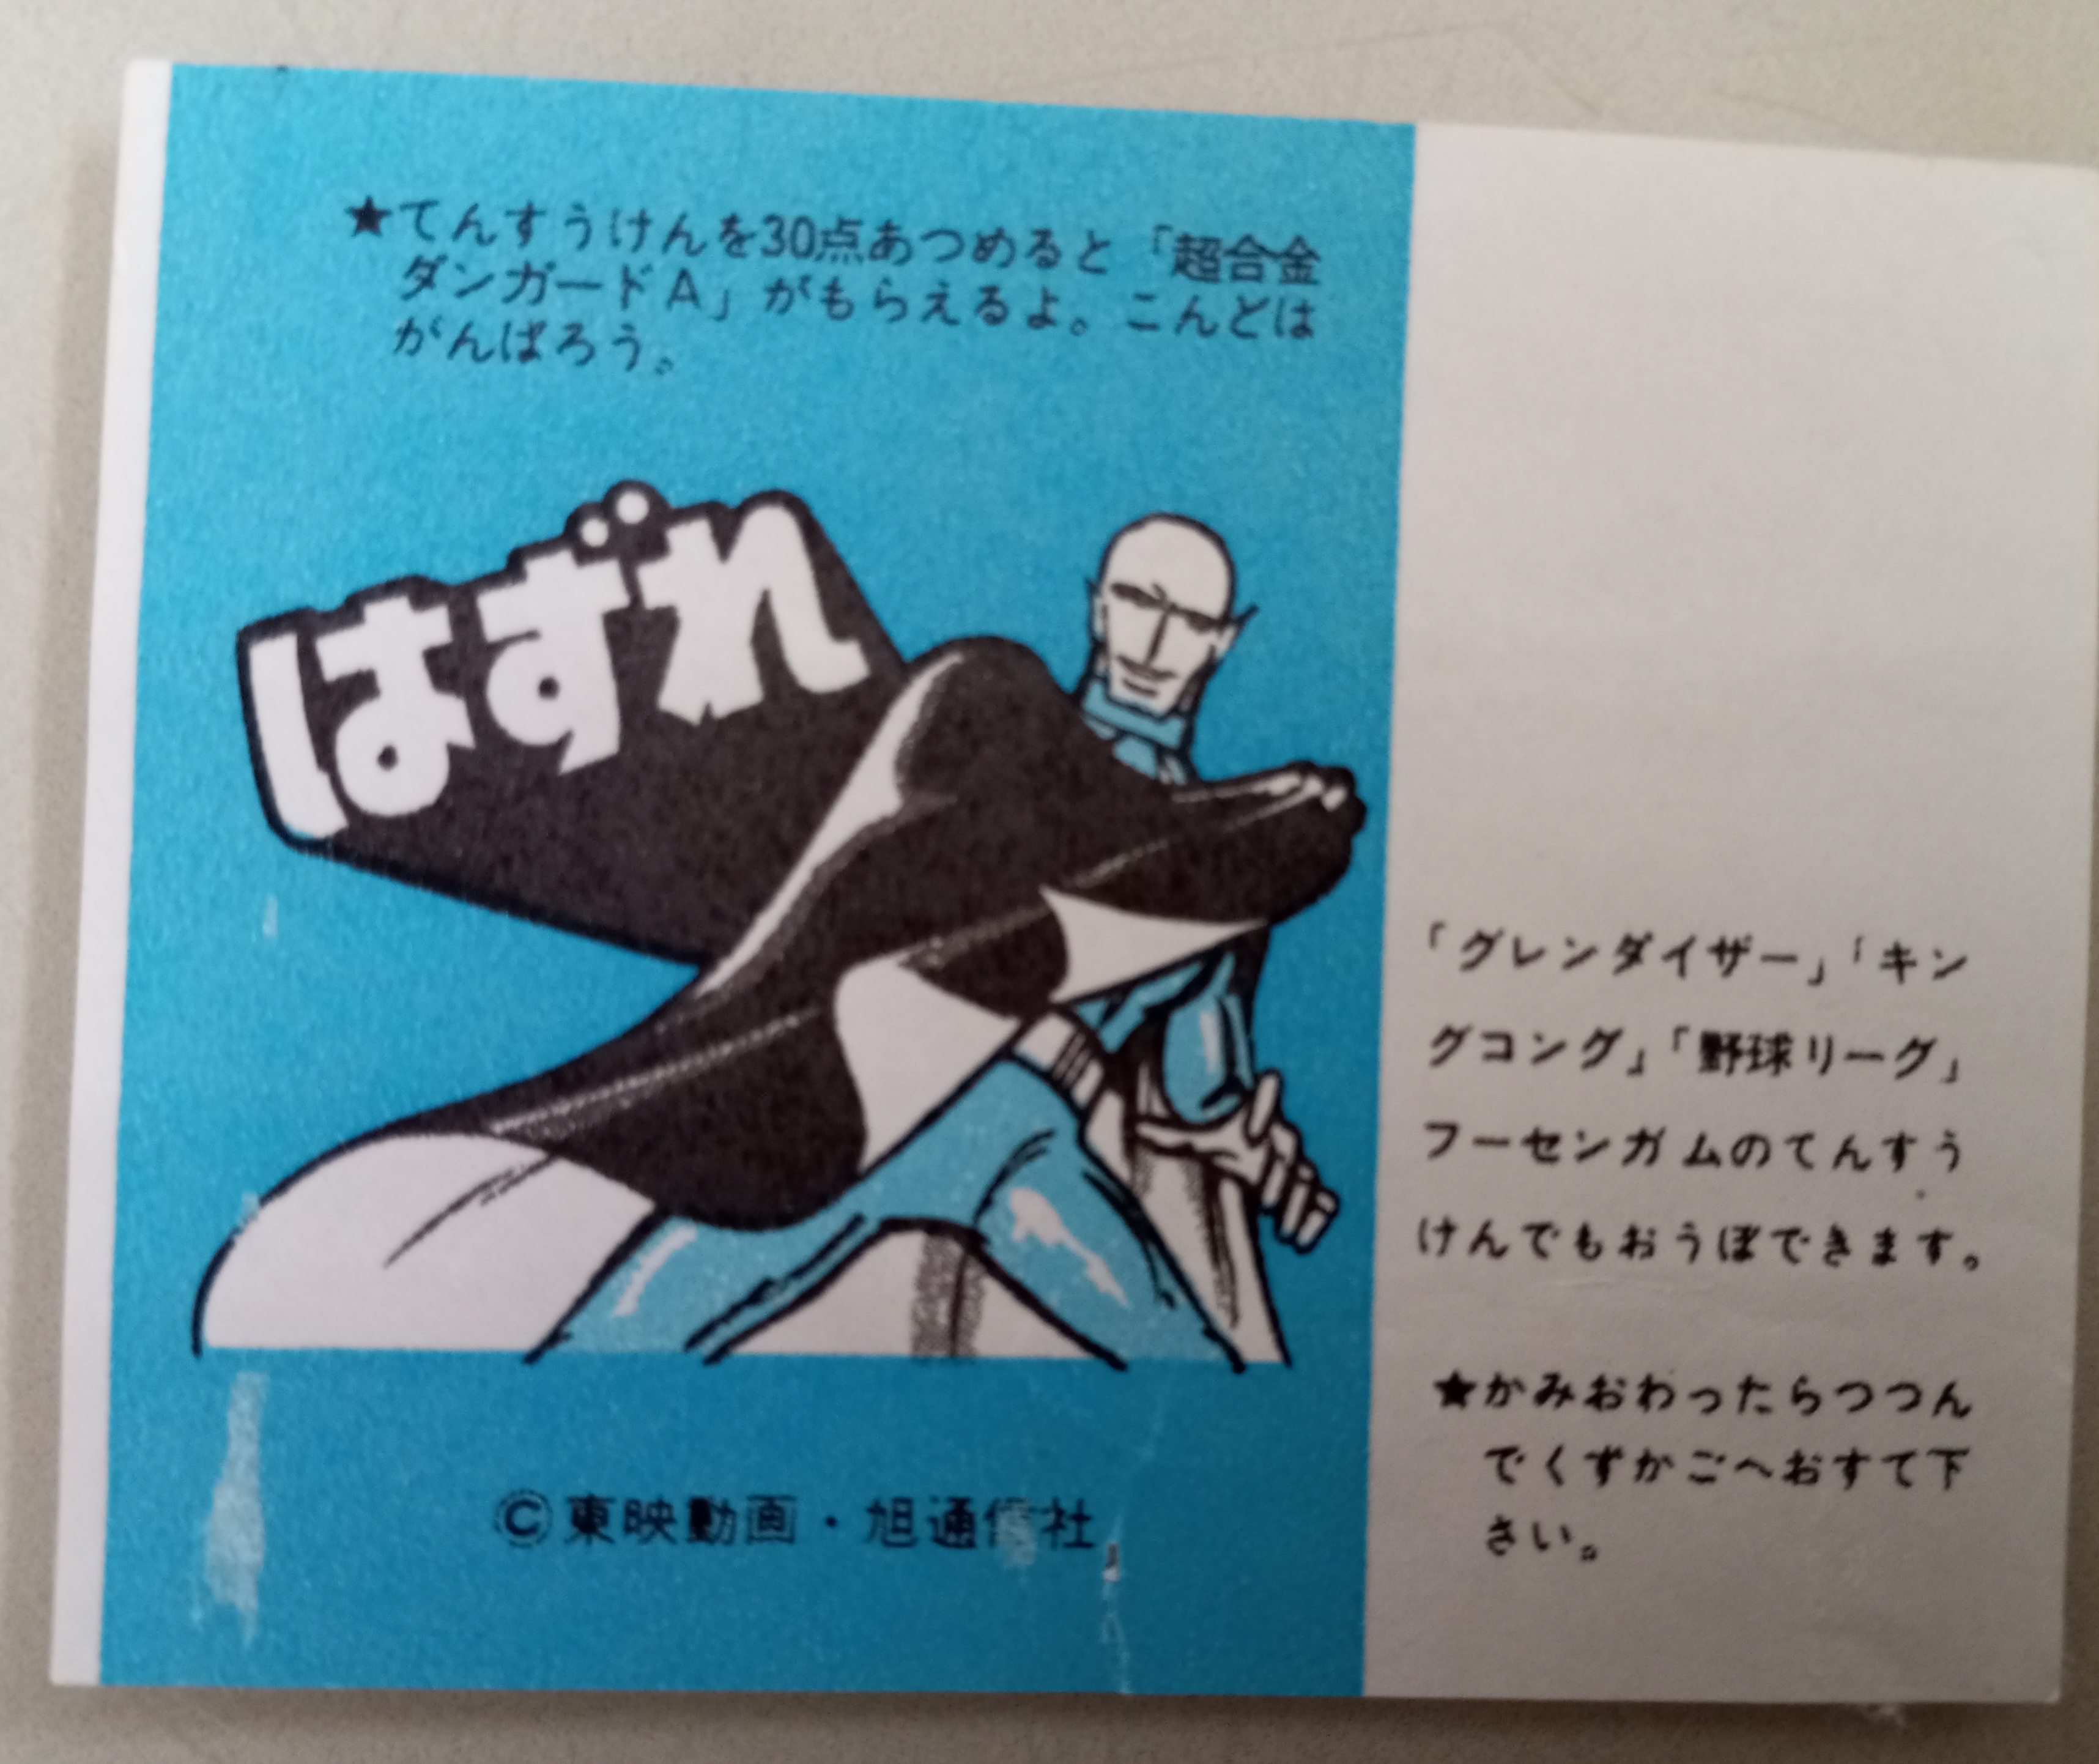 ★てんすうけんを30点あつめると「超合金
ダンガードA」がもらえるよ。こんどは
がんばろう。
はずれ
©東映動画・旭通信社
「グレンダイザー」「キン
グコング」「野球リーグ」
フーセンガムのてんすう
けんでもおうぼできます。
★かみおわったらつつん
でくずかごへおすて下
さい。